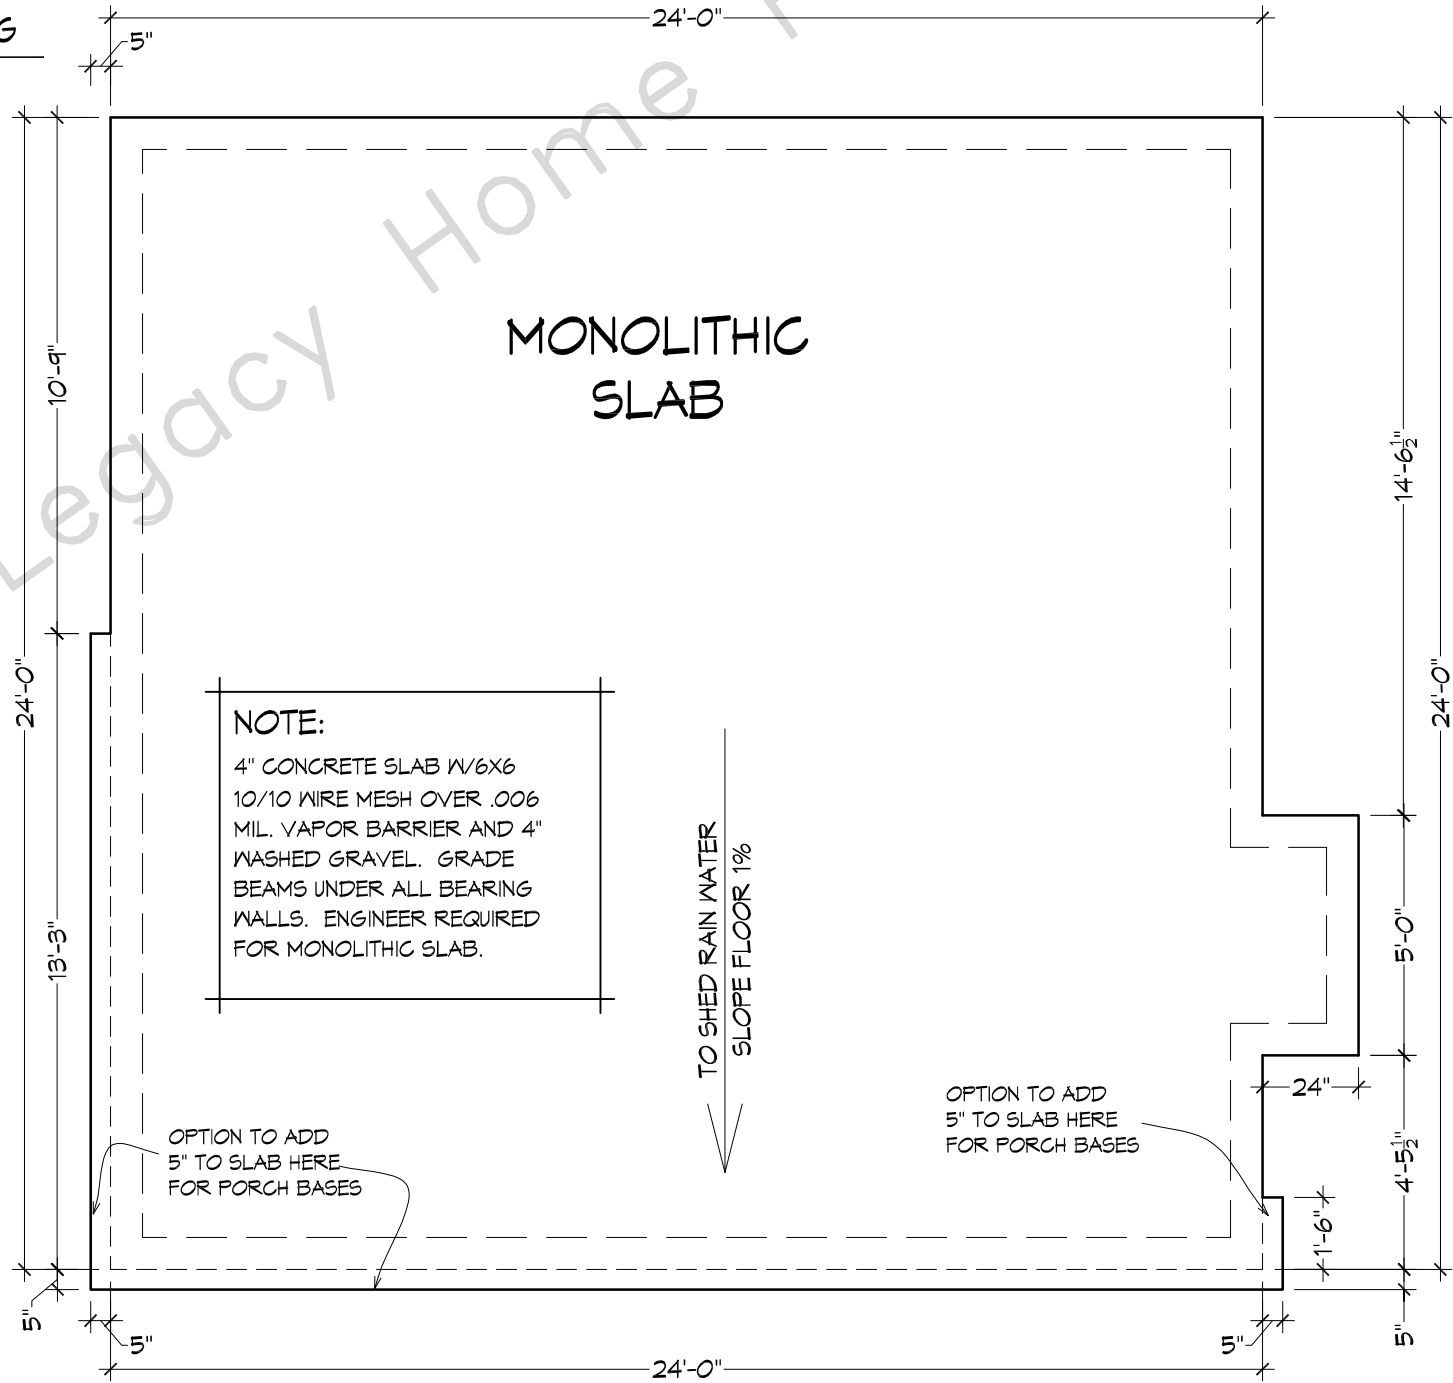 G
24'-0"
5"
Legacy Home
MONOLITHIC
SLAB
10'-9"
14'-6 1/2"
24'-0"
24'-0"
NOTE:
4" CONCRETE SLAB W/6X6
10/10 WIRE MESH OVER .006
MIL. VAPOR BARRIER AND 4"
WASHED GRAVEL. GRADE
BEAMS UNDER ALL BEARING
WALLS. ENGINEER REQUIRED
FOR MONOLITHIC SLAB.
TO SHED RAIN WATER
SLOPE FLOOR 1%
13'-3"
5'-0"
24"
OPTION TO ADD
5" TO SLAB HERE
FOR PORCH BASES
OPTION TO ADD
5" TO SLAB HERE
FOR PORCH BASES
4'-5 1/2"
1'-6"
5"
5"
5"
5"
24'-0"